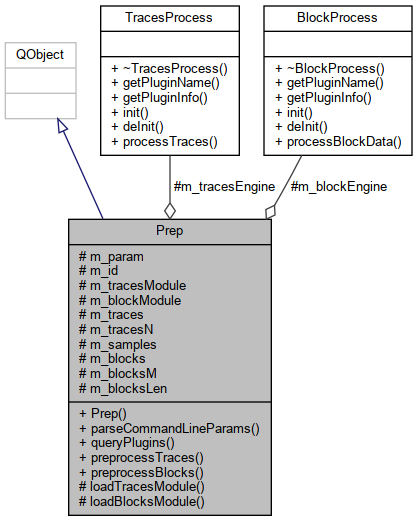 TracesProcess
+ ~TracesProcess()
+ getPluginName()
+ getPluginInfo()
+ init()
+ deInit()
+ processTraces()
BlockProcess
+ ~BlockProcess()
+ getPluginName()
+ getPluginInfo()
+ init()
+ deInit()
+ processBlockData()
QObject
#m_tracesEngine
#m_blockEngine
Prep
# m_param
# m_id
# m_tracesModule
# m_blockModule
# m_traces
# m_tracesN
# m_samples
# m_blocks
# m_blocksM
# m_blocksLen
+ Prep()
+ parseCommandLineParams()
+ queryPlugins()
+ preprocessTraces()
+ preprocessBlocks()
# loadTracesModule()
# loadBlocksModule()